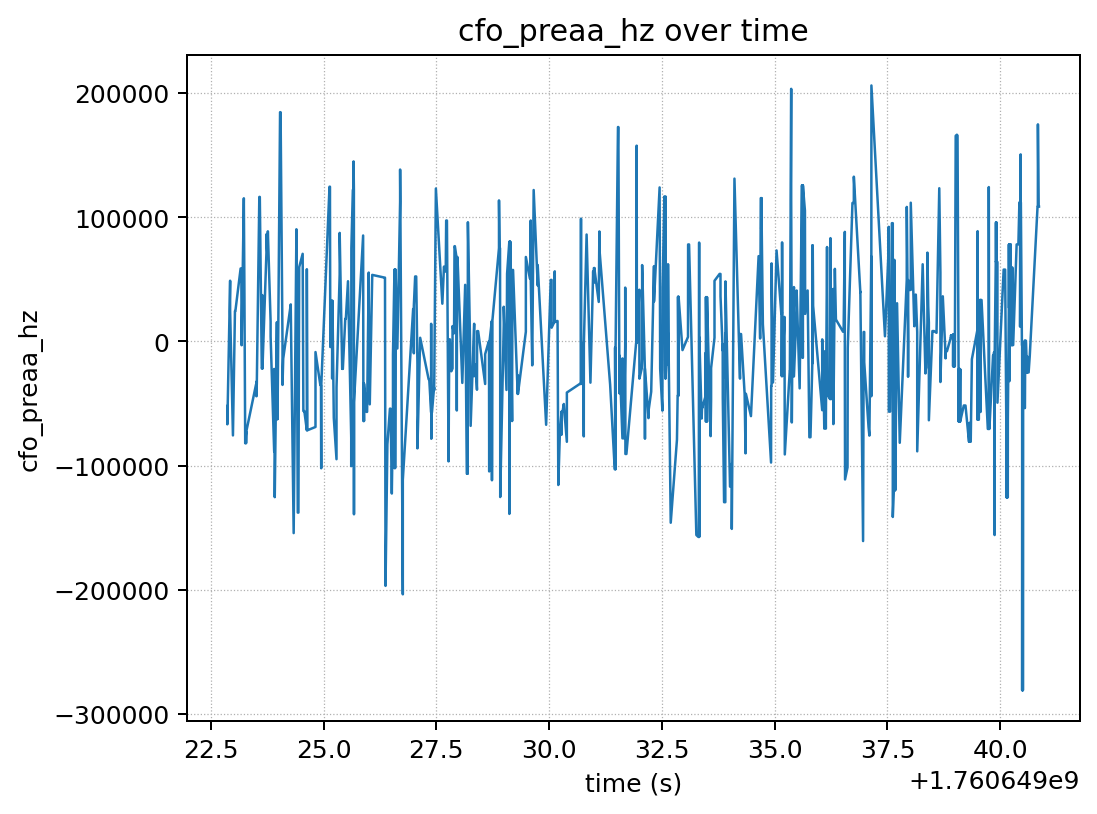 cfo_preaa_hz over time
cfo_preaa_hz
200000
100000
0
−100000
−200000
−300000
22.5 25.0 27.5 30.0 32.5 35.0 37.5 40.0
time (s)
+1.760649e9